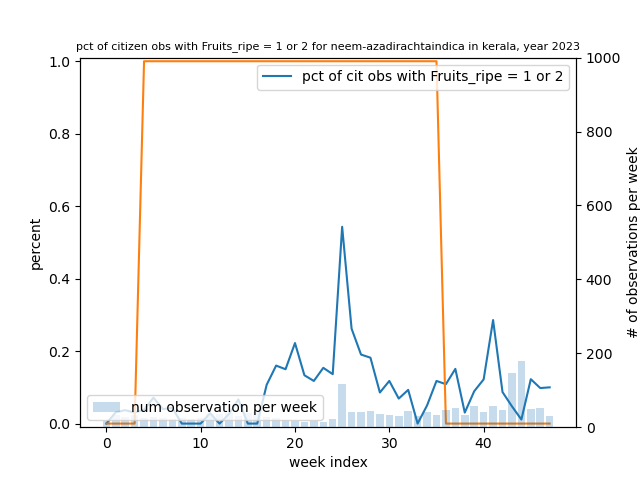 pct of citizen obs with Fruits_ripe = 1 or 2 for neem-azadirachtaindica in kerala, year 2023
pct of cit obs with Fruits_ripe = 1 or 2
num observation per week
percent
1.0
0.8
0.6
0.4
0.2
0.0
0
10
20
30
40
week index
1000
800
600
400
200
0
# of observations per week